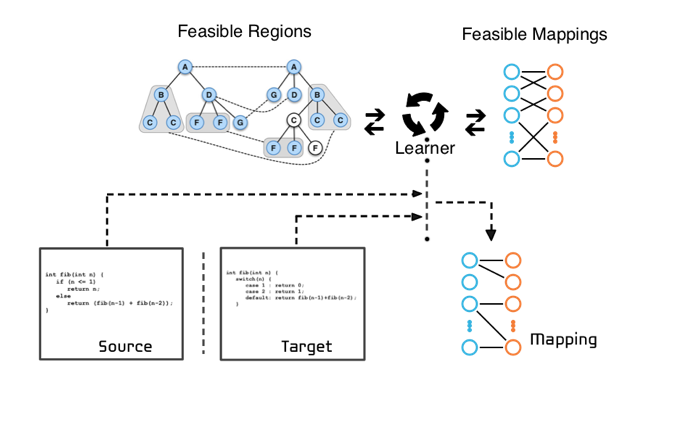 Feasible Regions
Feasible Mappings
A
A
B
D
G
D
B
C
C
F
F
G
C
C
C
F
F
F
Learner
int fib(int n) {
if (n <= 1)
return n;
else
return (fib(n-1) + fib(n-2));
}
Source
int fib(int n) {
switch(n) {
case 1 : return 0;
case 2 : return 1;
default: return fib(n-1)+fib(n-2);
}
Target
Mapping